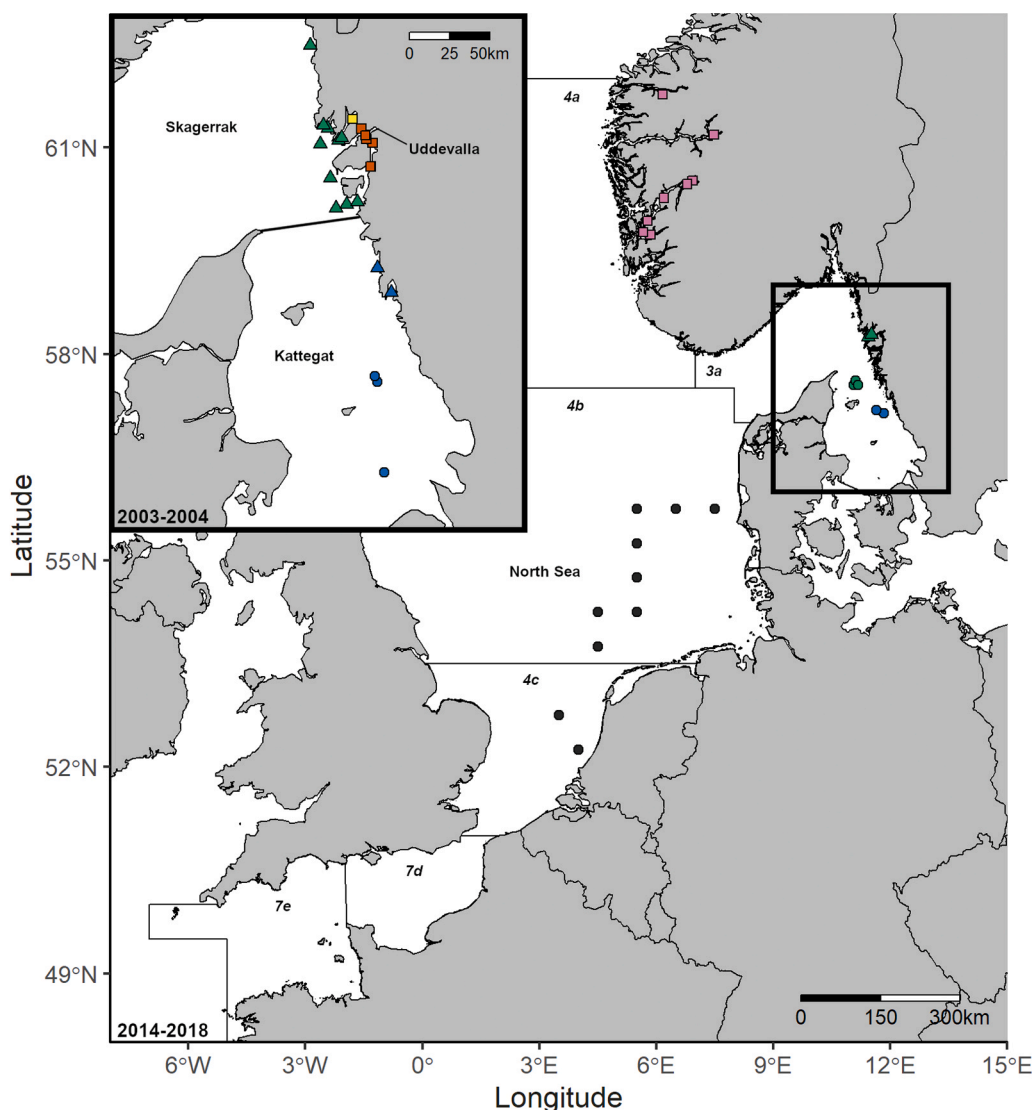 0 25 50km
Skagerrak
Uddevalla
Kattegat
2003-2004
4a
3a
4b
North Sea
4c
7d
7e
2014-2018
0 150 300km
61°N
58°N
55°N
52°N
49°N
Latitude
6°W 3°W 0° 3°E 6°E 9°E 12°E 15°E
Longitude